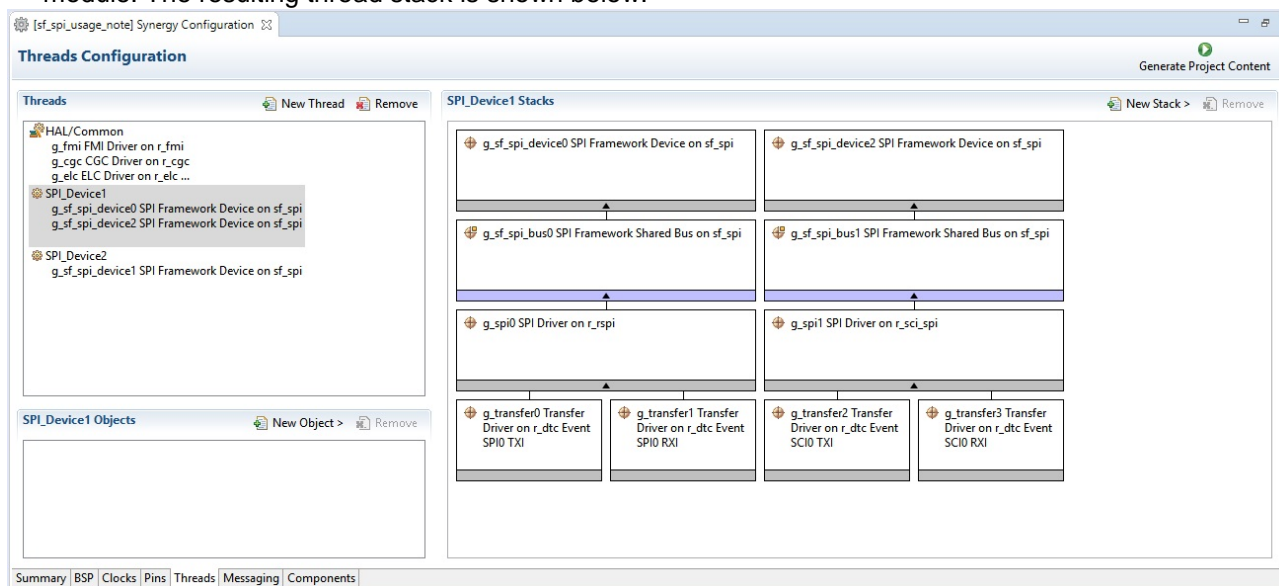 module. The resulting thread stack is shown below.
[sf_spi_usage_note] Synergy Configuration
Threads Configuration
Generate Project Content
Threads
New Thread
Remove
HAL/Common
g_fmi FMI Driver on r_fmi
g_cgc CGC Driver on r_cgc
g_elc ELC Driver on r_elc ...
SPI_Device1
g_sf_spi_device0 SPI Framework Device on sf_spi
g_sf_spi_device2 SPI Framework Device on sf_spi
SPI_Device2
g_sf_spi_device1 SPI Framework Device on sf_spi
SPI_Device1 Objects
New Object >
Remove
SPI_Device1 Stacks
New Stack >
Remove
g_sf_spi_device0 SPI Framework Device on sf_spi
g_sf_spi_device2 SPI Framework Device on sf_spi
g_sf_spi_bus0 SPI Framework Shared Bus on sf_spi
g_sf_spi_bus1 SPI Framework Shared Bus on sf_spi
g_spi0 SPI Driver on r_rspi
g_spi1 SPI Driver on r_sci_spi
g_transfer0 Transfer
Driver on r_dtc Event
SPI0 TXI
g_transfer1 Transfer
Driver on r_dtc Event
SPI0 RXI
g_transfer2 Transfer
Driver on r_dtc Event
SCI0 TXI
g_transfer3 Transfer
Driver on r_dtc Event
SCI0 RXI
Summary BSP Clocks Pins Threads Messaging Components